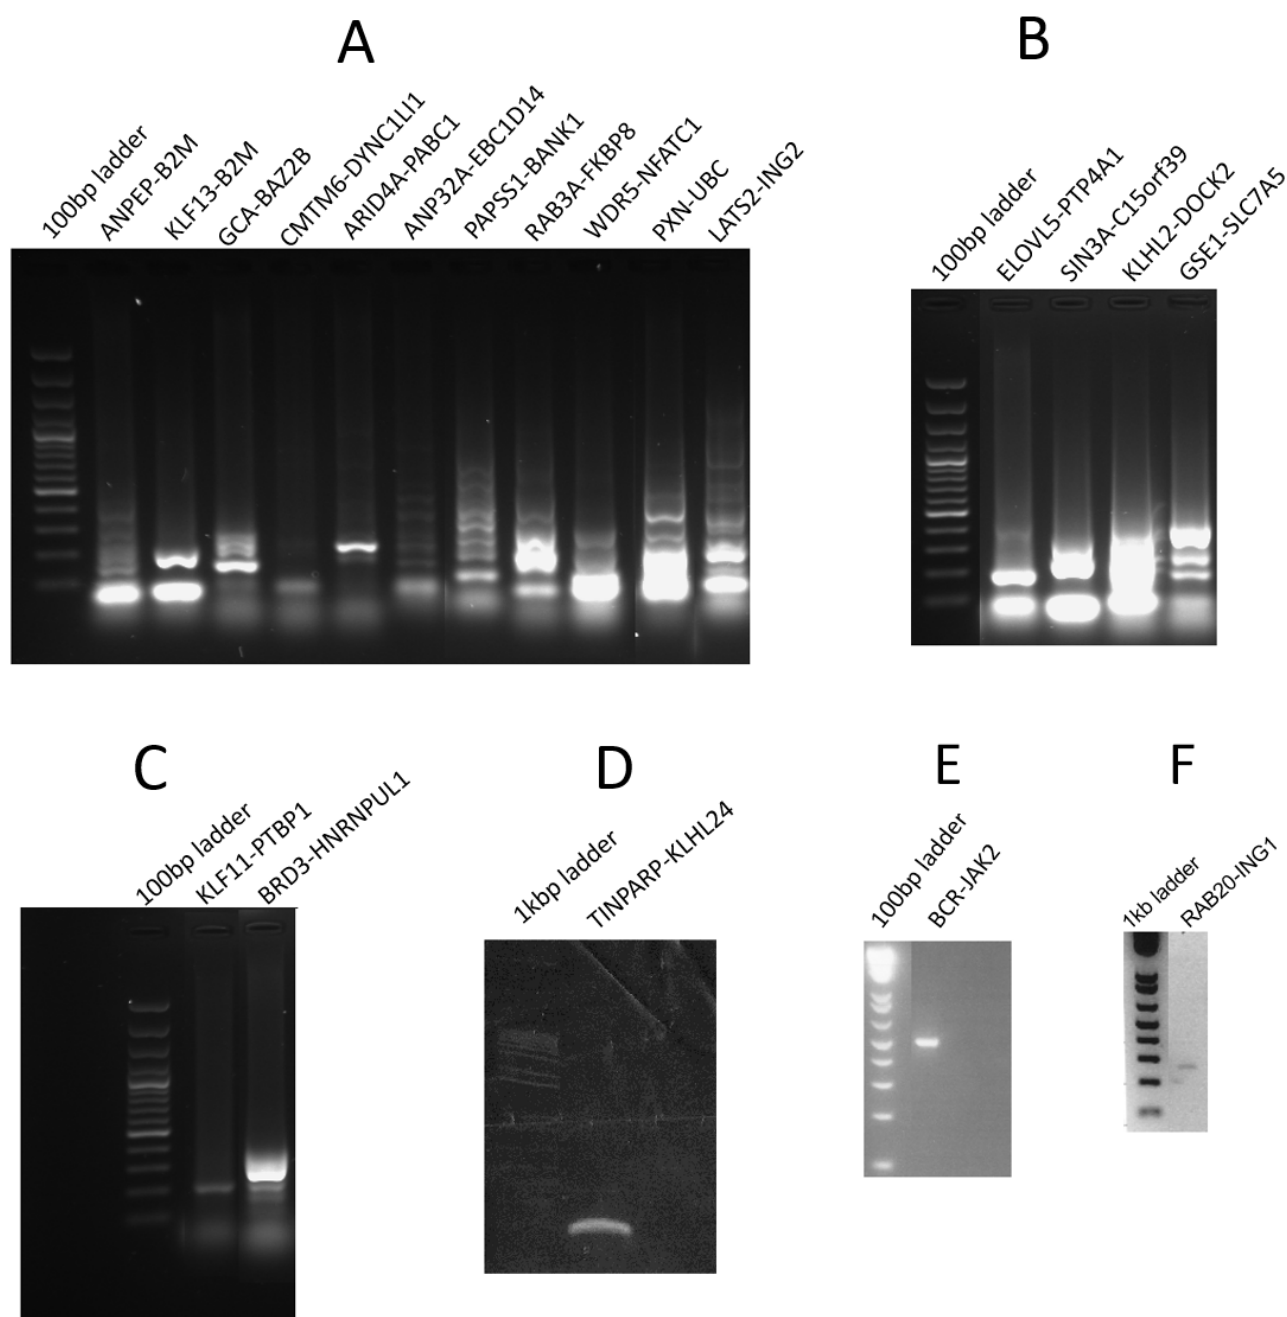 A
100bp ladder
ANPEP-B2M
KLF13-B2M
GCA-BAZ2B
CMTM6-DYNC1LI1
ARID4A-PABC1
ANP32A-EBC1D14
PAPSS1-BANK1
RAB3A-FKBP8
WDR5-NFATC1
PXN-UBC
LATS2-ING2
B
100bp ladder
ELOVL5-PTP4A1
SIN3A-C15orf39
KLHL2-DOCK2
GSE1-SLC7A5
C
100bp ladder
KLF11-PTBP1
BRD3-HNRNPUL1
D
1kbp ladder
TINPARP-KLHL24
E
100bp ladder
BCR-JAK2
F
1kb ladder
RAB20-ING1